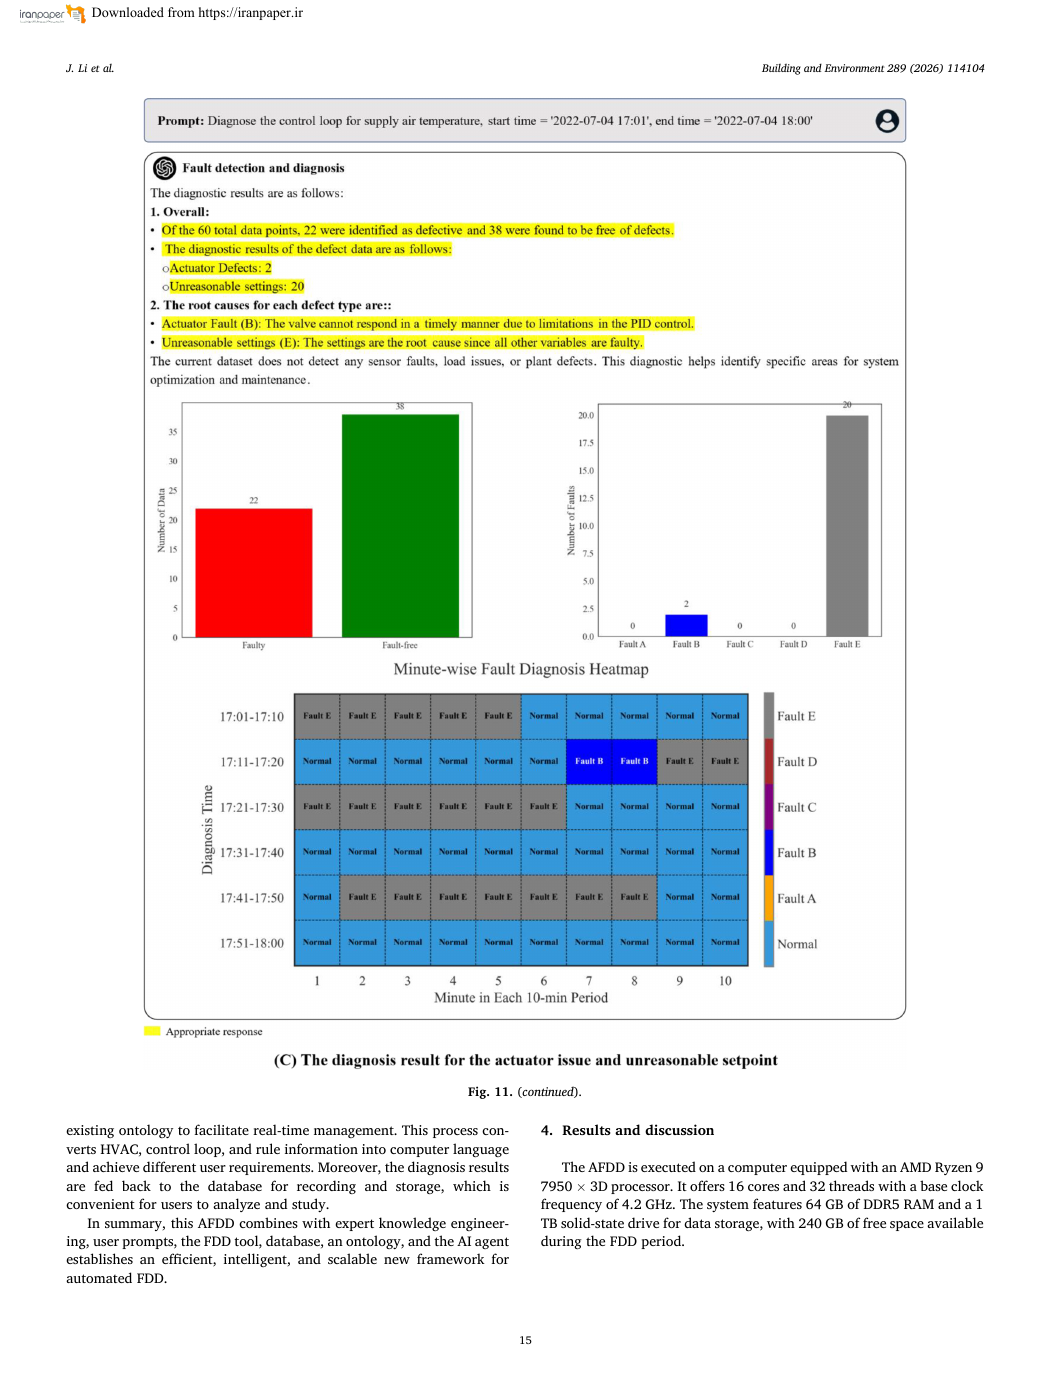 iranpaper Downloaded from https://iranpaper.ir
J. Li et al.
Building and Environment 289 (2026) 114104
Prompt: Diagnose the control loop for supply air temperature, start time = '2022-07-04 17:01', end time = '2022-07-04 18:00'
Fault detection and diagnosis
The diagnostic results are as follows:
1. Overall:
• Of the 60 total data points, 22 were identified as defective and 38 were found to be free of defects.
• The diagnostic results of the defect data are as follows:
○Actuator Defects: 2
○Unreasonable settings: 20
2. The root causes for each defect type are::
• Actuator Fault (B): The valve cannot respond in a timely manner due to limitations in the PID control.
• Unreasonable settings (E): The settings are the root cause since all other variables are faulty.
The current dataset does not detect any sensor faults, load issues, or plant defects. This diagnostic helps identify specific areas for system
optimization and maintenance.
Number of Data
35
30
25
20
15
10
5
0
22
38
Faulty Fault-free
Number of Faults
20.0
17.5
15.0
12.5
10.0
7.5
5.0
2.5
0.0
0 2 0 0 20
Fault A Fault B Fault C Fault D Fault E
Minute-wise Fault Diagnosis Heatmap
Diagnosis Time
17:01-17:10 Fault E Fault E Fault E Fault E Fault E Normal Normal Normal Normal Normal
17:11-17:20 Normal Normal Normal Normal Normal Normal Fault B Fault B Fault E Fault E
17:21-17:30 Fault E Fault E Fault E Fault E Fault E Fault E Normal Normal Normal Normal
17:31-17:40 Normal Normal Normal Normal Normal Normal Normal Normal Normal Normal
17:41-17:50 Normal Fault E Fault E Fault E Fault E Fault E Fault E Fault E Normal Normal
17:51-18:00 Normal Normal Normal Normal Normal Normal Normal Normal Normal Normal
1 2 3 4 5 6 7 8 9 10
Minute in Each 10-min Period
Fault E
Fault D
Fault C
Fault B
Fault A
Normal
Appropriate response
(C) The diagnosis result for the actuator issue and unreasonable setpoint
Fig. 11. (continued).
existing ontology to facilitate real-time management. This process con-
verts HVAC, control loop, and rule information into computer language
and achieve different user requirements. Moreover, the diagnosis results
are fed back to the database for recording and storage, which is
convenient for users to analyze and study.
In summary, this AFDD combines with expert knowledge engineer-
ing, user prompts, the FDD tool, database, an ontology, and the AI agent
establishes an efficient, intelligent, and scalable new framework for
automated FDD.
4. Results and discussion
The AFDD is executed on a computer equipped with an AMD Ryzen 9
7950 × 3D processor. It offers 16 cores and 32 threads with a base clock
frequency of 4.2 GHz. The system features 64 GB of DDR5 RAM and a 1
TB solid-state drive for data storage, with 240 GB of free space available
during the FDD period.
15